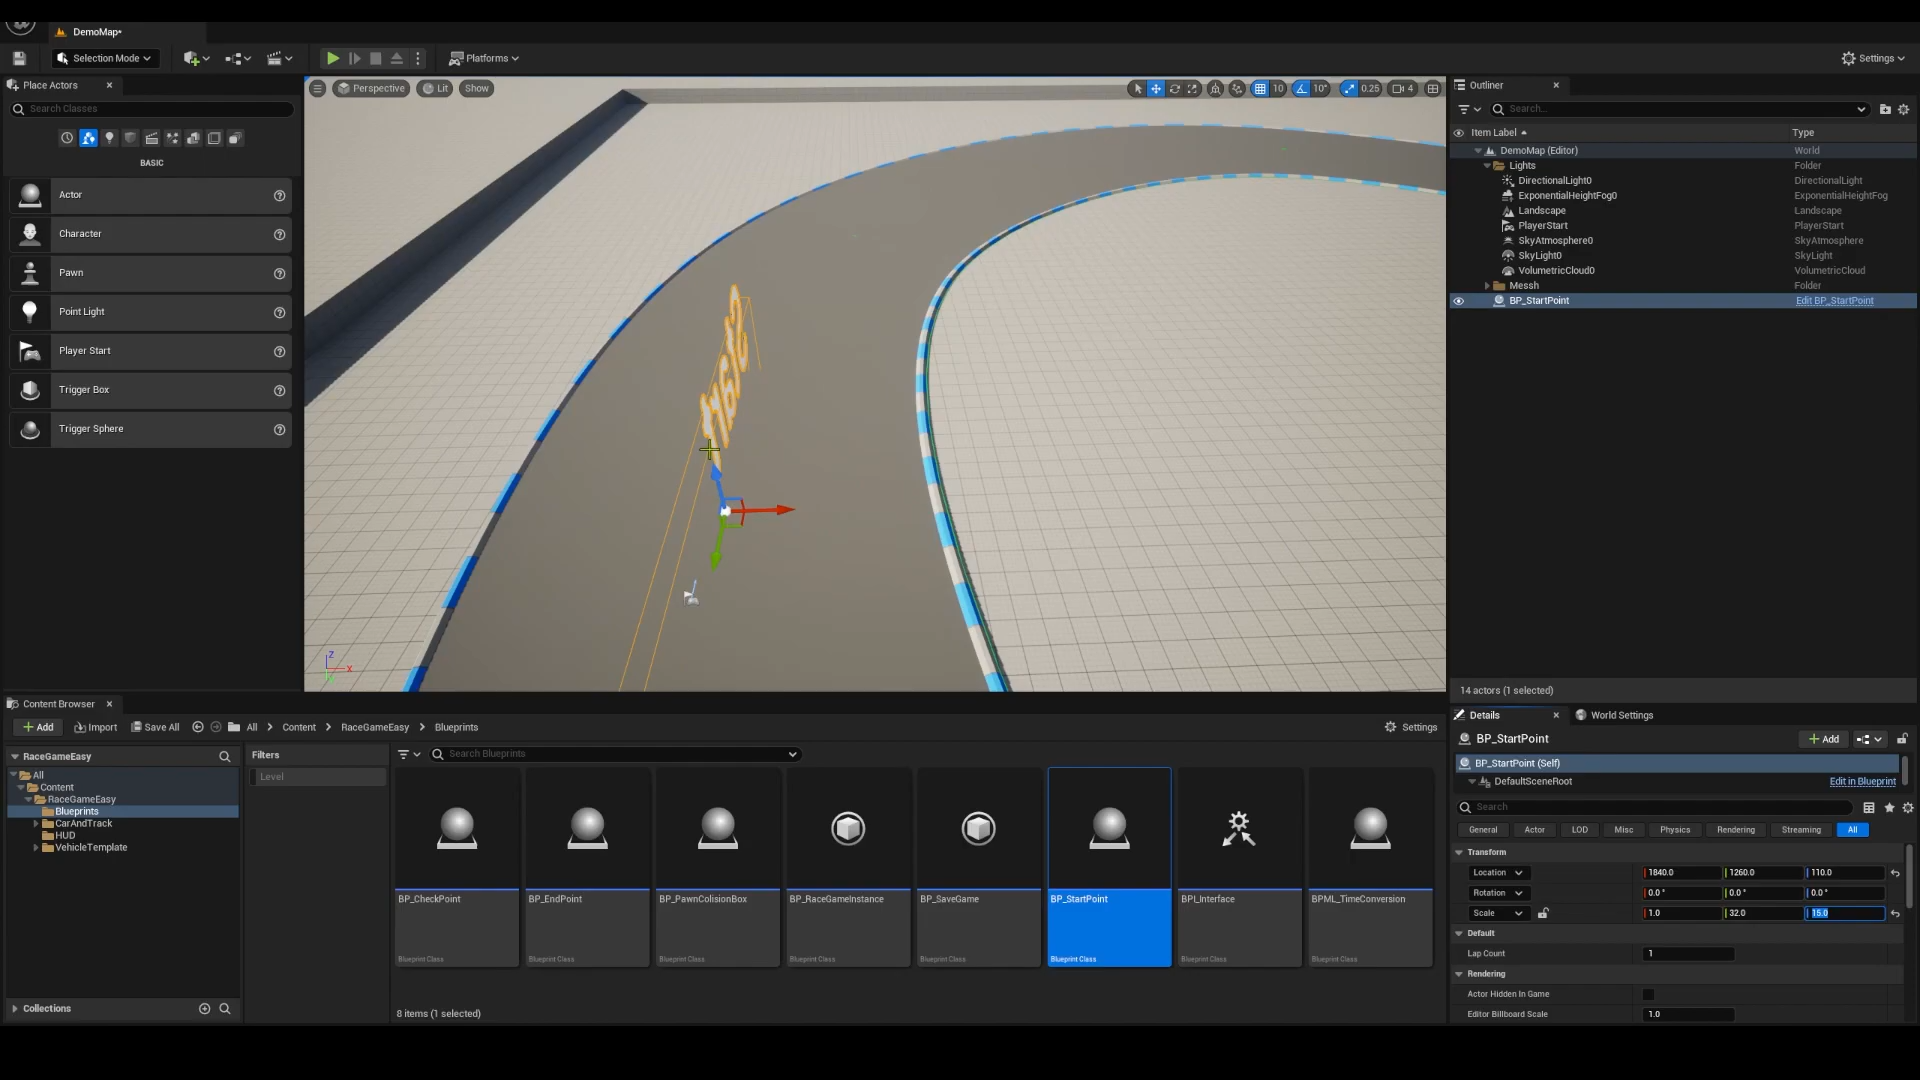 DemoMap*
Selection Mode
Platforms
Settings
Place Actors
Search Classes
BASIC
Actor
Character
Pawn
Point Light
Player Start
Trigger Box
Trigger Sphere
Perspective
Lit
Show
10
10°
0.25
4
Z
X
Outliner
Search...
Item Label
Type
DemoMap (Editor)
World
Lights
Folder
DirectionalLight0
DirectionalLight
ExponentialHeightFog0
ExponentialHeightFog
Landscape
Landscape
PlayerStart
PlayerStart
SkyAtmosphere0
SkyAtmosphere
SkyLight0
SkyLight
VolumetricCloud0
VolumetricCloud
Messh
Folder
BP_StartPoint
Edit BP_StartPoint
14 actors (1 selected)
Content Browser
Add
Import
Save All
All
Content
RaceGameEasy
Blueprints
Settings
RaceGameEasy
All
Content
RaceGameEasy
Blueprints
CarAndTrack
HUD
VehicleTemplate
Collections
Filters
Level
Search Blueprints
BP_CheckPoint
Blueprint Class
BP_EndPoint
Blueprint Class
BP_PawnColisionBox
Blueprint Class
BP_RaceGameInstance
Blueprint Class
BP_SaveGame
Blueprint Class
BP_StartPoint
Blueprint Class
BPI_Interface
Blueprint Class
BPML_TimeConversion
Blueprint Class
8 items (1 selected)
Details
World Settings
BP_StartPoint
Add
BP_StartPoint (Self)
DefaultSceneRoot
Edit in Blueprint
Search
General
Actor
LOD
Misc
Physics
Rendering
Streaming
All
Transform
Location
1840.0
1260.0
110.0
Rotation
0.0 °
0.0 °
0.0 °
Scale
1.0
32.0
15.0
Default
Lap Count
1
Rendering
Actor Hidden In Game
Editor Billboard Scale
1.0